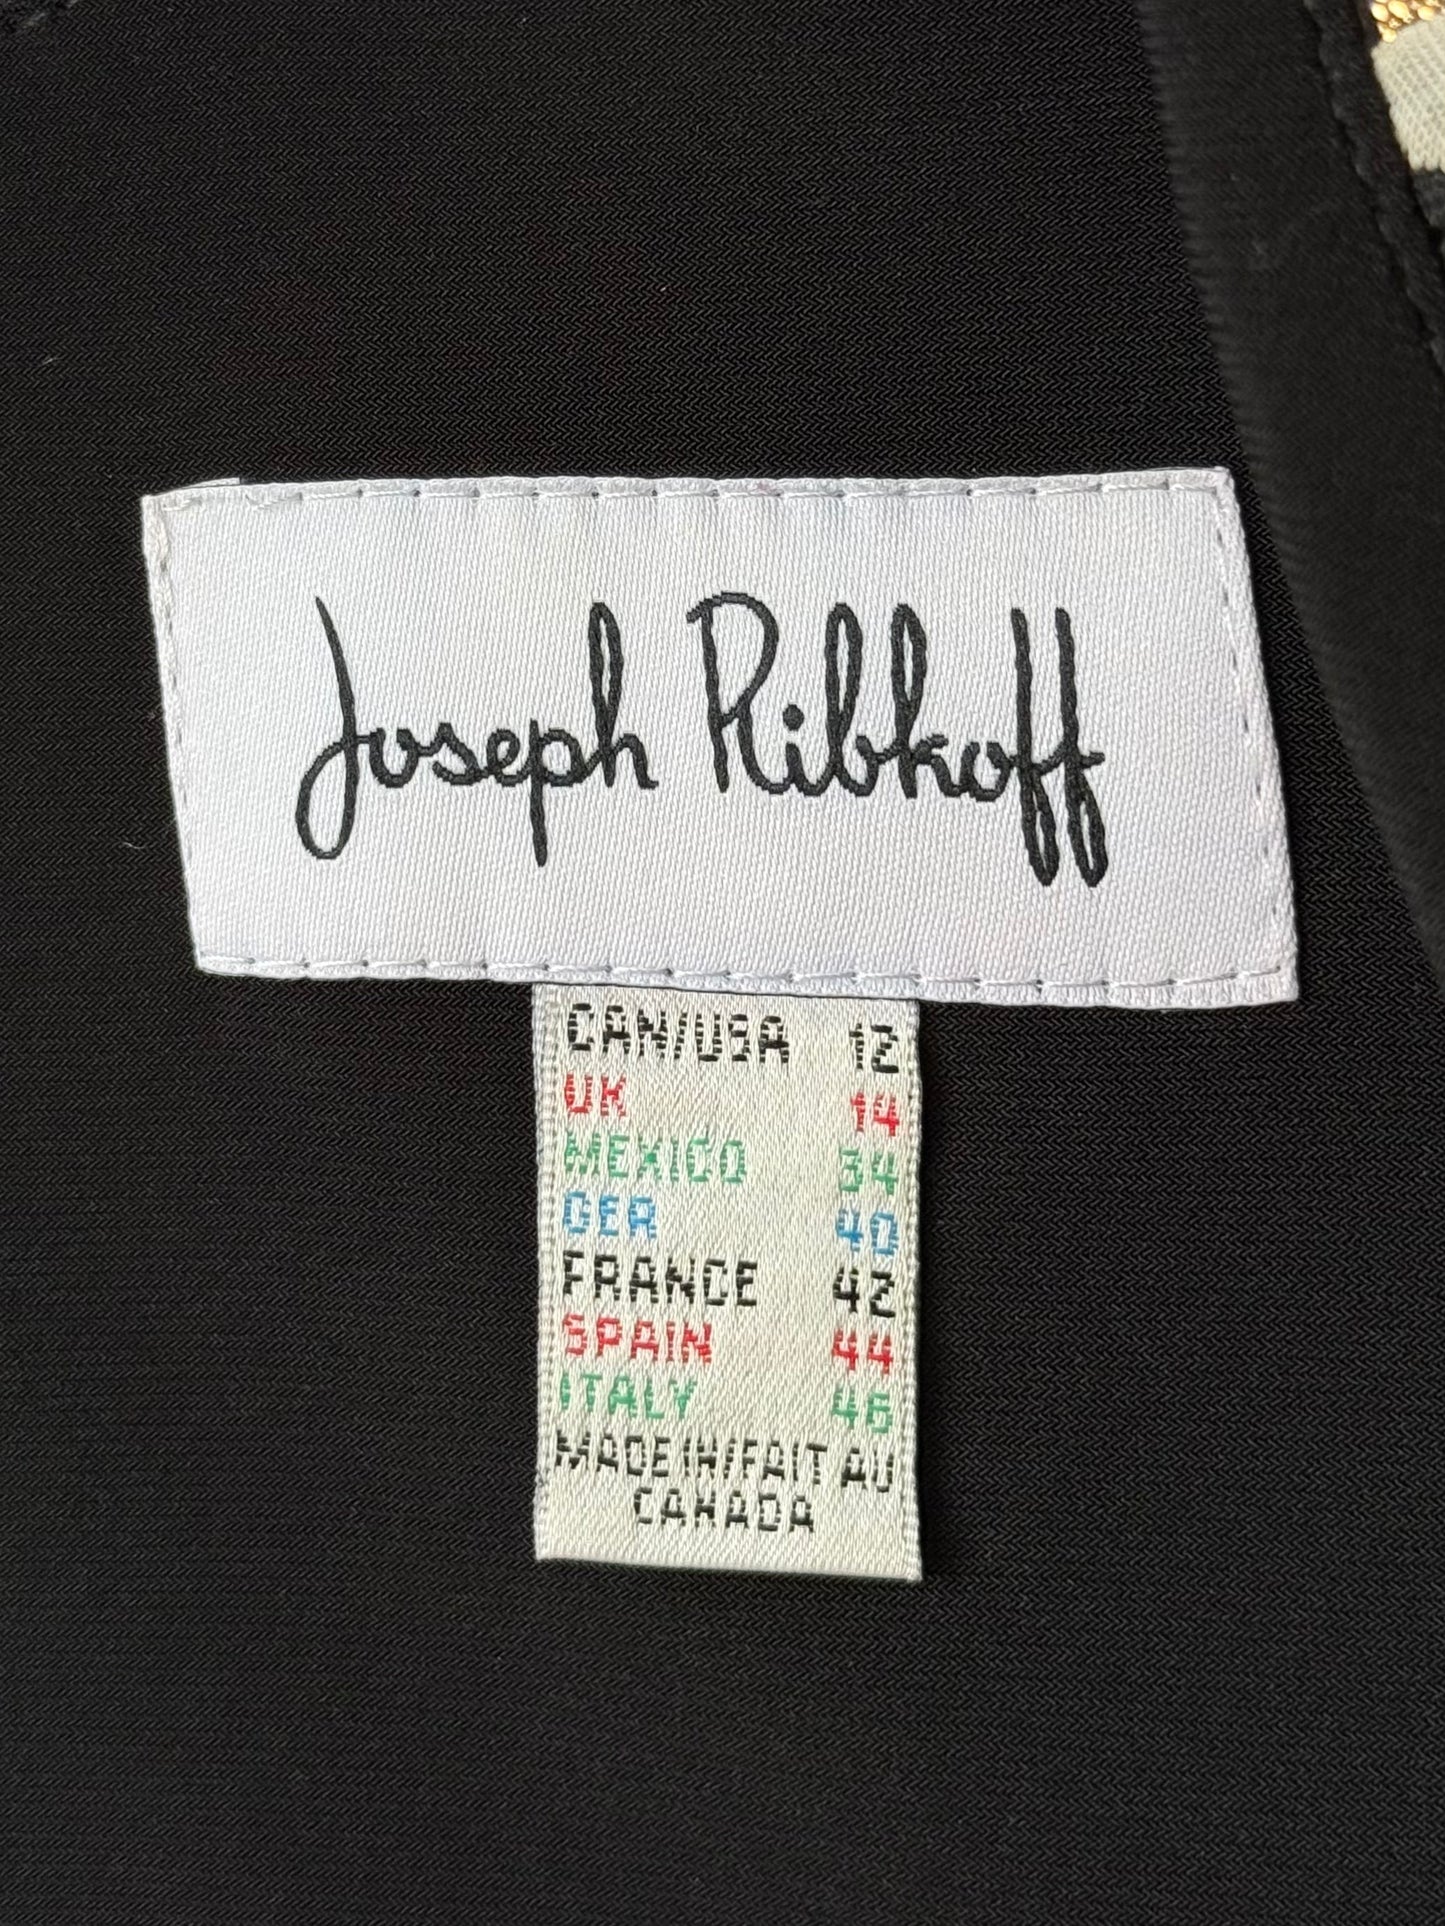 Joseph Ribkoff
CAN/USA 12
UK 14
MEXICO 34
GER 40
FRANCE 42
SPAIN 44
ITALY 46
MADE IN/FAIT AU
CANADA